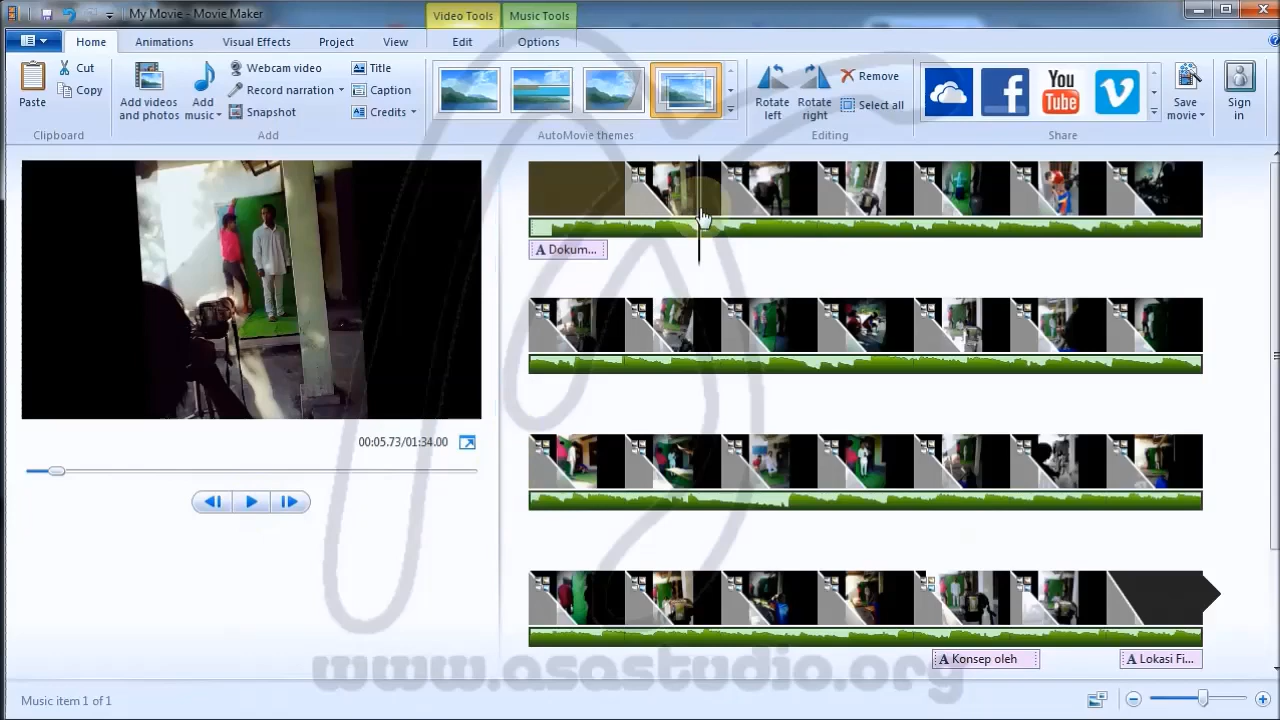 My Movie - Movie Maker
Video Tools
Music Tools
Home
Animations
Visual Effects
Project
View
Edit
Options
Paste
Cut
Copy
Clipboard
Add videos
and photos
Add
music
Webcam video
Record narration
Snapshot
Title
Caption
Credits
Add
AutoMovie themes
Rotate
left
Rotate
right
Remove
Select all
Editing
You
Tube
Share
Save
movie
Sign
in
A Dokum...
00:05.73/01:34.00
A Konsep oleh
A Lokasi Fi...
www.asastudio.org
Music item 1 of 1